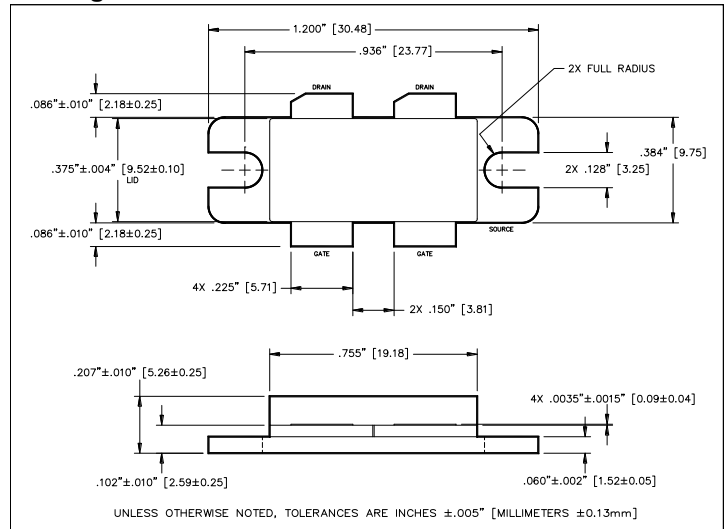 1.200" [30.48]
.936" [23.77]
2X FULL RADIUS
DRAIN
DRAIN
.086"±.010" [2.18±0.25]
.384" [9.75]
.375"±.004" [9.52±0.10]
LID
2X .128" [3.25]
.086"±.010" [2.18±0.25]
SOURCE
GATE
GATE
4X .225" [5.71]
2X .150" [3.81]
.755" [19.18]
.207"±.010" [5.26±0.25]
4X .0035"±.0015" [0.09±0.04]
.102"±.010" [2.59±0.25]
.060"±.002" [1.52±0.05]
UNLESS OTHERWISE NOTED, TOLERANCES ARE INCHES ±.005" [MILLIMETERS ±0.13mm]